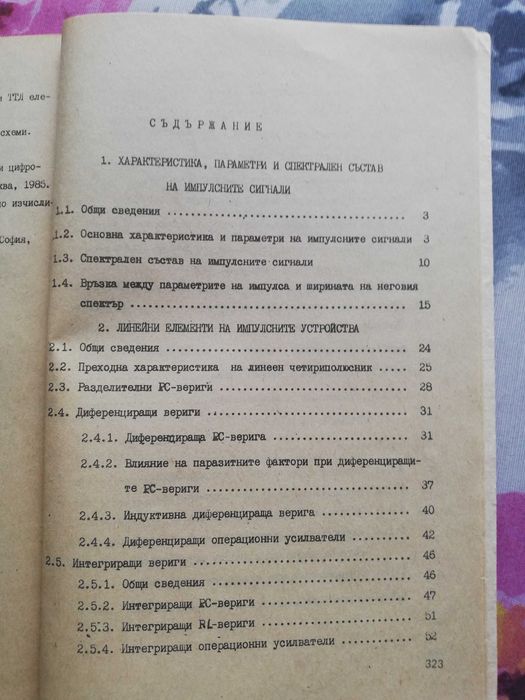 и ТТЛ еле-
схеми.
и цифро-
ква, 1985.
о изчисли-
София,
СЪДЪРЖАНИЕ
1. ХАРАКТЕРИСТИКА, ПАРАМЕТРИ И СПЕКТРАЛЕН СЪСТАВ
НА ИМПУЛСНИТЕ СИГНАЛИ
1.1. Общи сведения ................................ 3
1.2. Основна характеристика и параметри на импулсните сигнали 3
1.3. Спектрален състав на импулсните сигнали 10
1.4. Връзка между параметрите на импулса и ширината на неговия
спектър ..................................... 15
2. ЛИНЕЙНИ ЕЛЕМЕНТИ НА ИМПУЛСНИТЕ УСТРОЙСТВА
2.1. Общи сведения ................................ 24
2.2. Преходна характеристика на линеен четириполюсник .... 25
2.3. Разделителни RC-вериги ......................... 28
2.4. Диференциращи вериги .......................... 31
2.4.1. Диференцираща RC-верига .................... 31
2.4.2. Влияние на паразитните фактори при диференциращи-
те RC-вериги ............................. 37
2.4.3. Индуктивна диференцираща верига ............. 40
2.4.4. Диференциращи операционни усилватели ......... 42
2.5. Интегриращи вериги ............................ 46
2.5.1. Общи сведения ............................. 46
2.5.2. Интегриращи RC-вериги ...................... 47
2.5.3. Интегриращи RL-вериги ...................... 51
2.5.4. Интегриращи операционни усилватели ........... 52
323